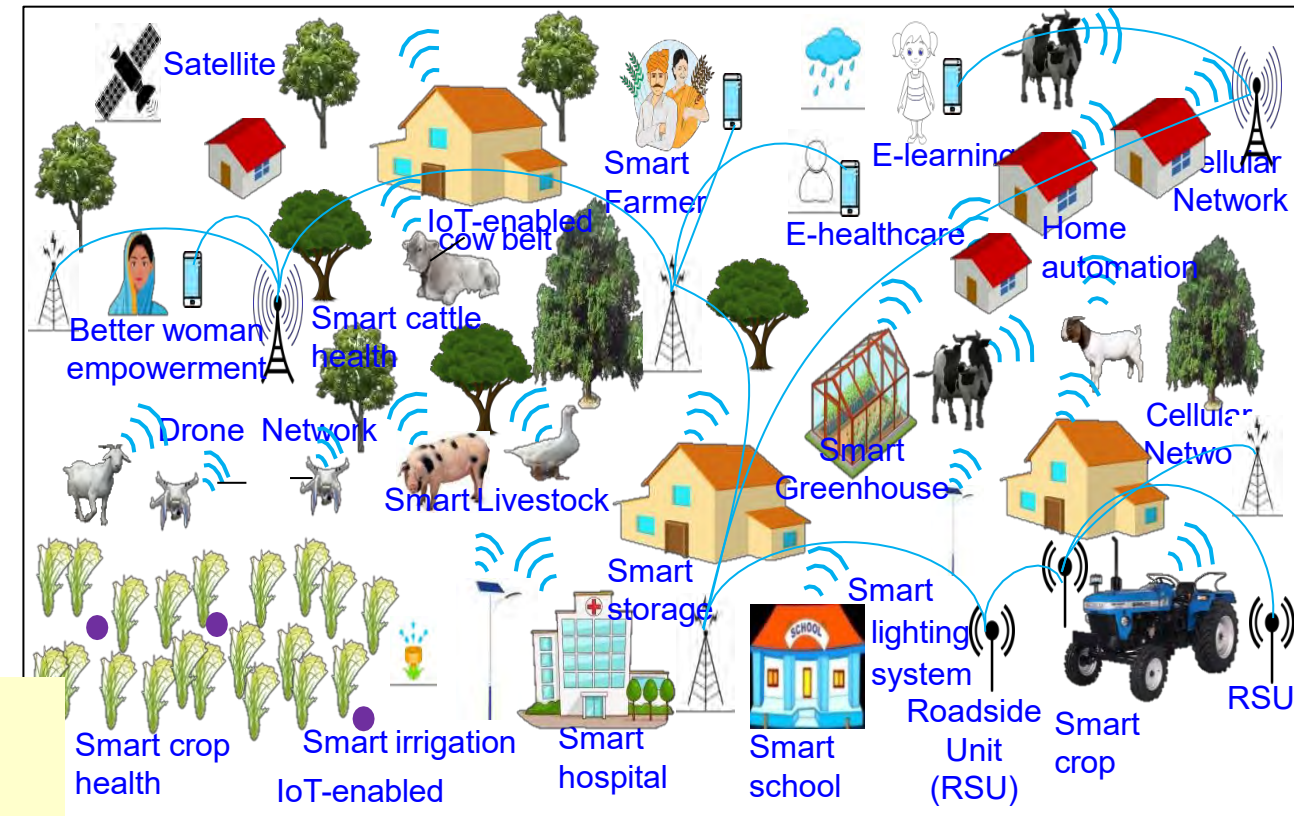 Satellite
Smart
Farmer
E-learning
ellular
Network
E-healthcare
Home
automation
IoT-enabled
cow belt
Better woman
empowerment
Smart cattle
health
Drone Network
Smart Livestock
Smart
Greenhouse
Cellular
Netwo
Smart
storage
SCHOOL
Smart
lighting
system
Smart crop
health
Smart irrigation
IoT-enabled
Smart
hospital
Smart
school
Roadside
Unit
(RSU)
Smart
crop
RSU